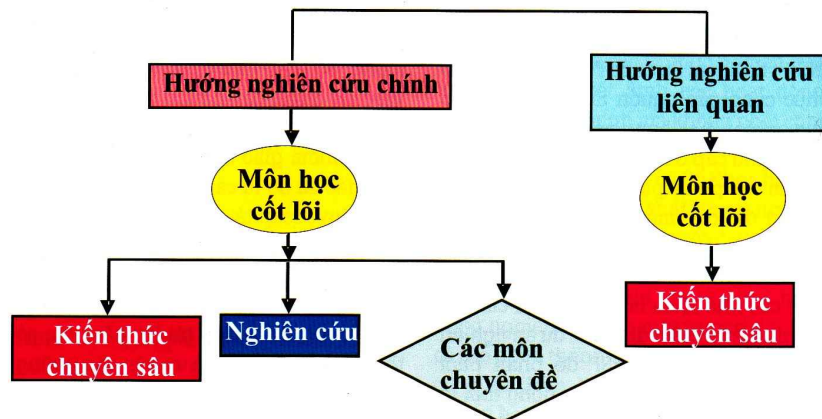 Hướng nghiên cứu chính
Hướng nghiên cứu
liên quan
Môn học
cốt lõi
Môn học
cốt lõi
Kiến thức
chuyên sâu
Nghiên cứu
Các môn
chuyên đề
Kiến thức
chuyên sâu